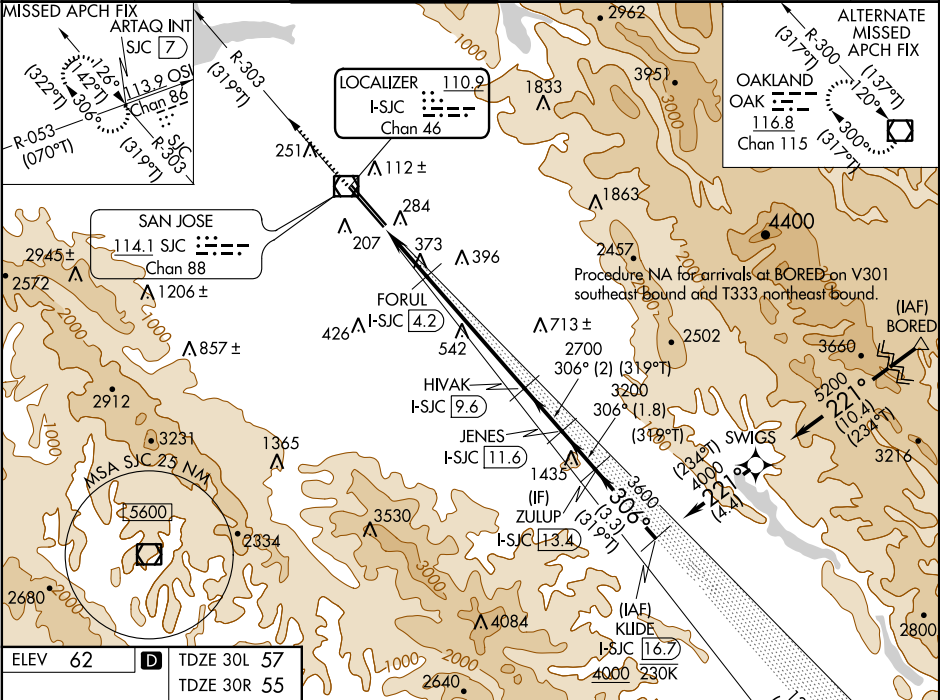 MISSED APCH FIX
ARTAQ INT
SJC 7
(322°T)
(142°T)
126°
306°
113.9 OSI
Chan 86
R-053
(070°T)
SJC
R-303
(319°T)
R-303
(319°T)
LOCALIZER 110.9
I-SJC
Chan 46
ALTERNATE
MISSED
APCH FIX
R-300
(317°T)
(137°T)
120°
300°
(317°T)
OAKLAND
OAK
116.8
Chan 115
2962
1000
3951
3000
1833
251
112 ±
SAN JOSE
114.1 SJC
Chan 88
284
207
373
396
1863
4400
2457
2945±
2572
1206 ±
2000
Procedure NA for arrivals at BORED on V301
southeast bound and T333 northeast bound.
FORUL
I-SJC 4.2
426
542
713 ±
2000
2502
(IAF)
BORED
3660
857 ±
2700
306° (2) (319°T)
3200
306° (1.8)
(319°T)
5200
221°
(10.4)
(234°T)
HIVAK
I-SJC 9.6
2912
1000
3231
JENES
I-SJC 11.6
1435
SWIGS
(234°T)
4000
221°
(4.4)
3216
1365
MSA SJC 25 NM
5600
(IF)
ZULUP
I-SJC 13.4
3600
306°
(3.3)
(319°T)
3530
2334
3000
2680
2000
4084
(IAF)
KLIDE
I-SJC 16.7
4000 230K
2800
1000
2000
2640
ELEV 62
D
TDZE 30L 57
TDZE 30R 55